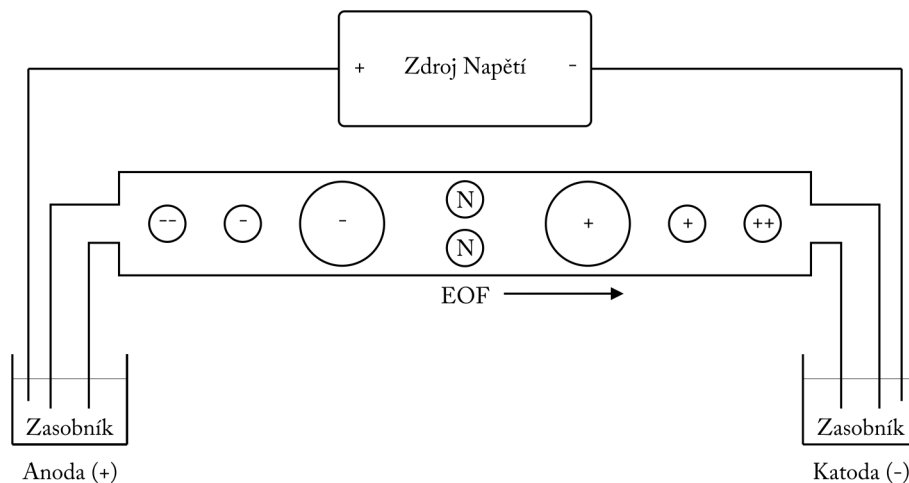 + Zdroj Napětí -
-- - - N + + ++
N
EOF
Zasobník Zasobník
Anoda (+) Katoda (-)